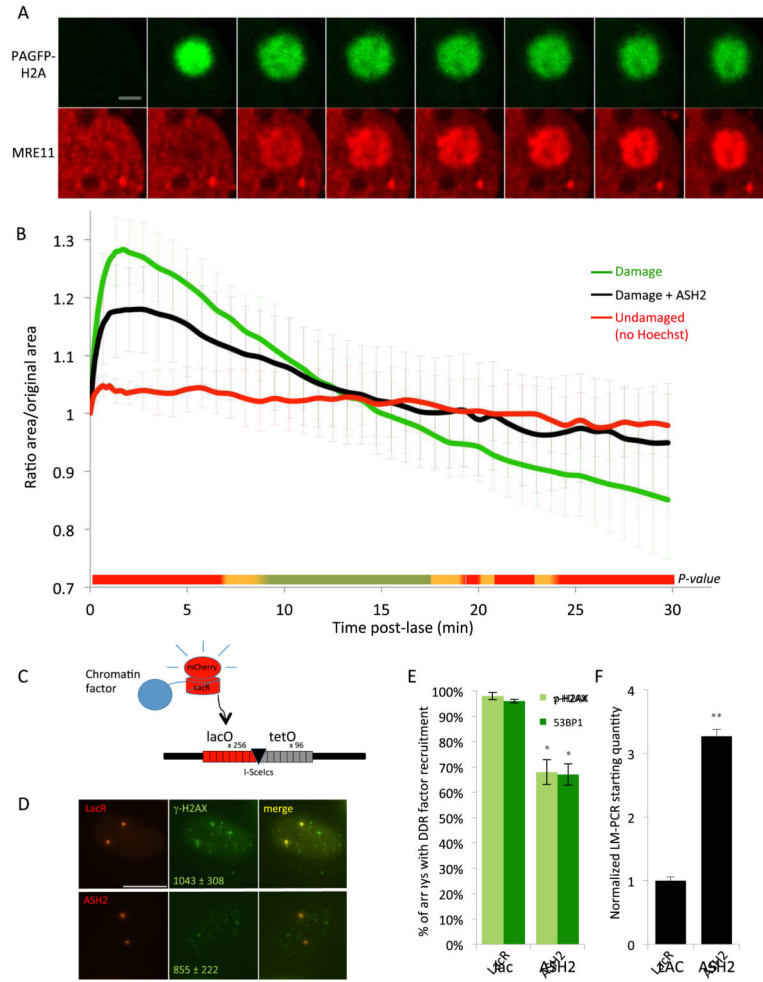 A
PAGFP-
H2A
MRE11
B
1.3
1.2
1.1
1
0.9
0.8
0.7
Ratio area/original area
Damage
Damage + ASH2
Undamaged
(no Hoechst)
P-value
0 5 10 15 20 25 30
Time post-lase (min)
C
Chromatin
factor
mCherry
LacR
lacO
x 256
tetO
x 96
I-SceIcs
D
LacR
γ-H2AX
merge
1043 ± 308
ASH2
855 ± 222
E
100%
90%
80%
70%
60%
50%
40%
30%
20%
10%
0%
% of arrays with DDR factor recruitment
γ-H2AX
53BP1
* *
LacR
lac
ASH2
ASH2
F
4
3
2
1
0
Normalized LM-PCR starting quantity
**
LacR
LAC
ASH2
ASH2